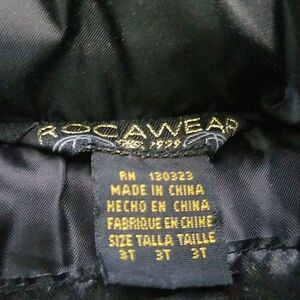 ROCAWEAR
1999
RN 130323
MADE IN CHINA
HECHO EN CHINA
FABRIQUE EN CHINE
SIZE TALLA TAILLE
3T 3T 3T